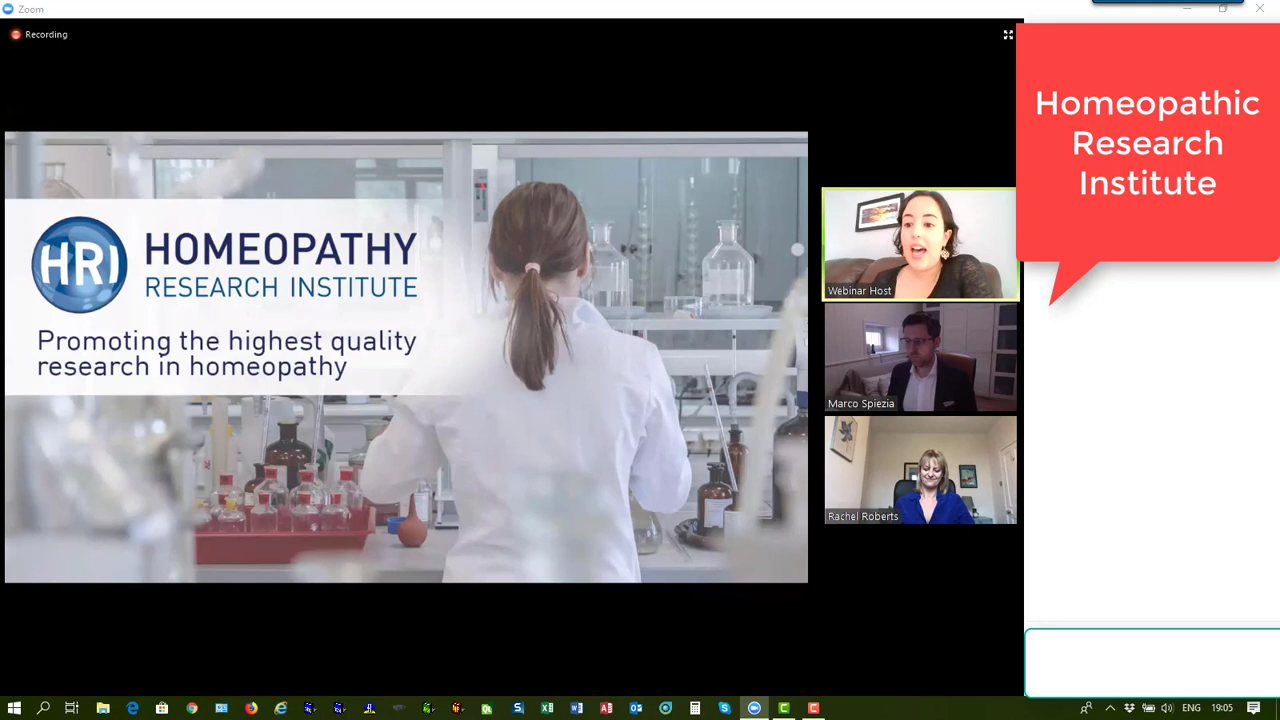 Zoom
Recording
HRI
HOMEOPATHY
RESEARCH INSTITUTE
Promoting the highest quality
research in homeopathy
Webinar Host
Marco Spiezia
Rachel Roberts
Homeopathic
Research
Institute
ENG
19:05